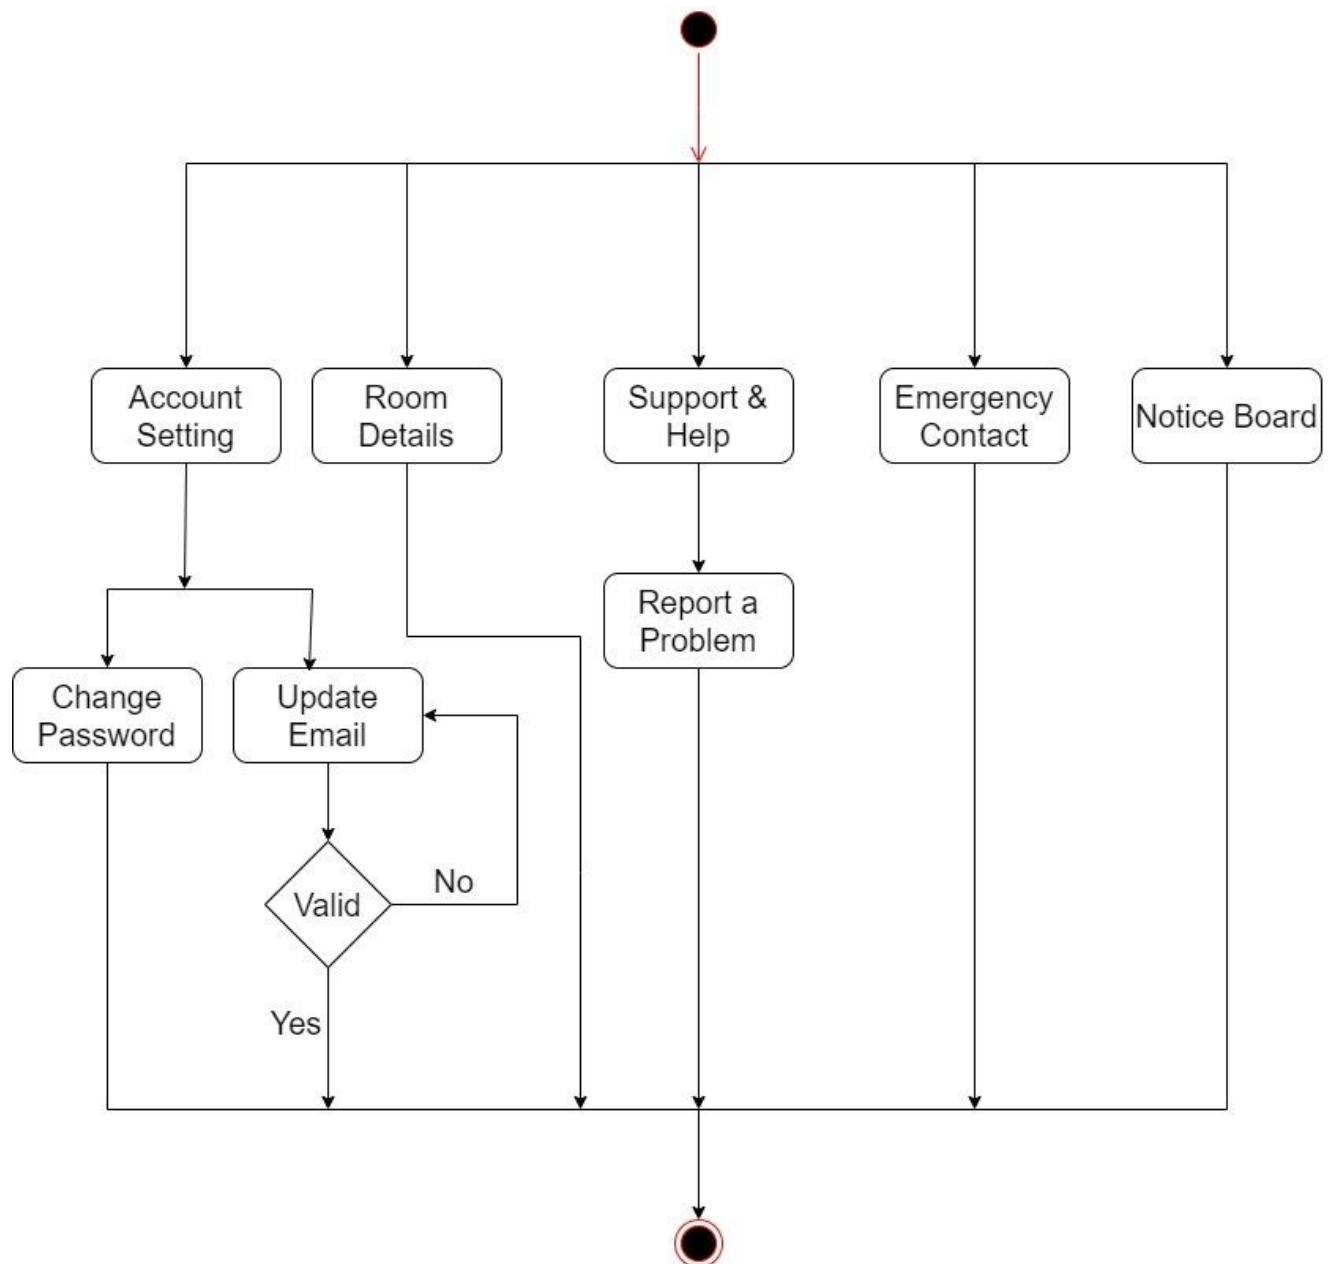 Account
Setting
Room
Details
Support &
Help
Emergency
Contact
Notice Board
Report a
Problem
Change
Password
Update
Email
No
Valid
Yes